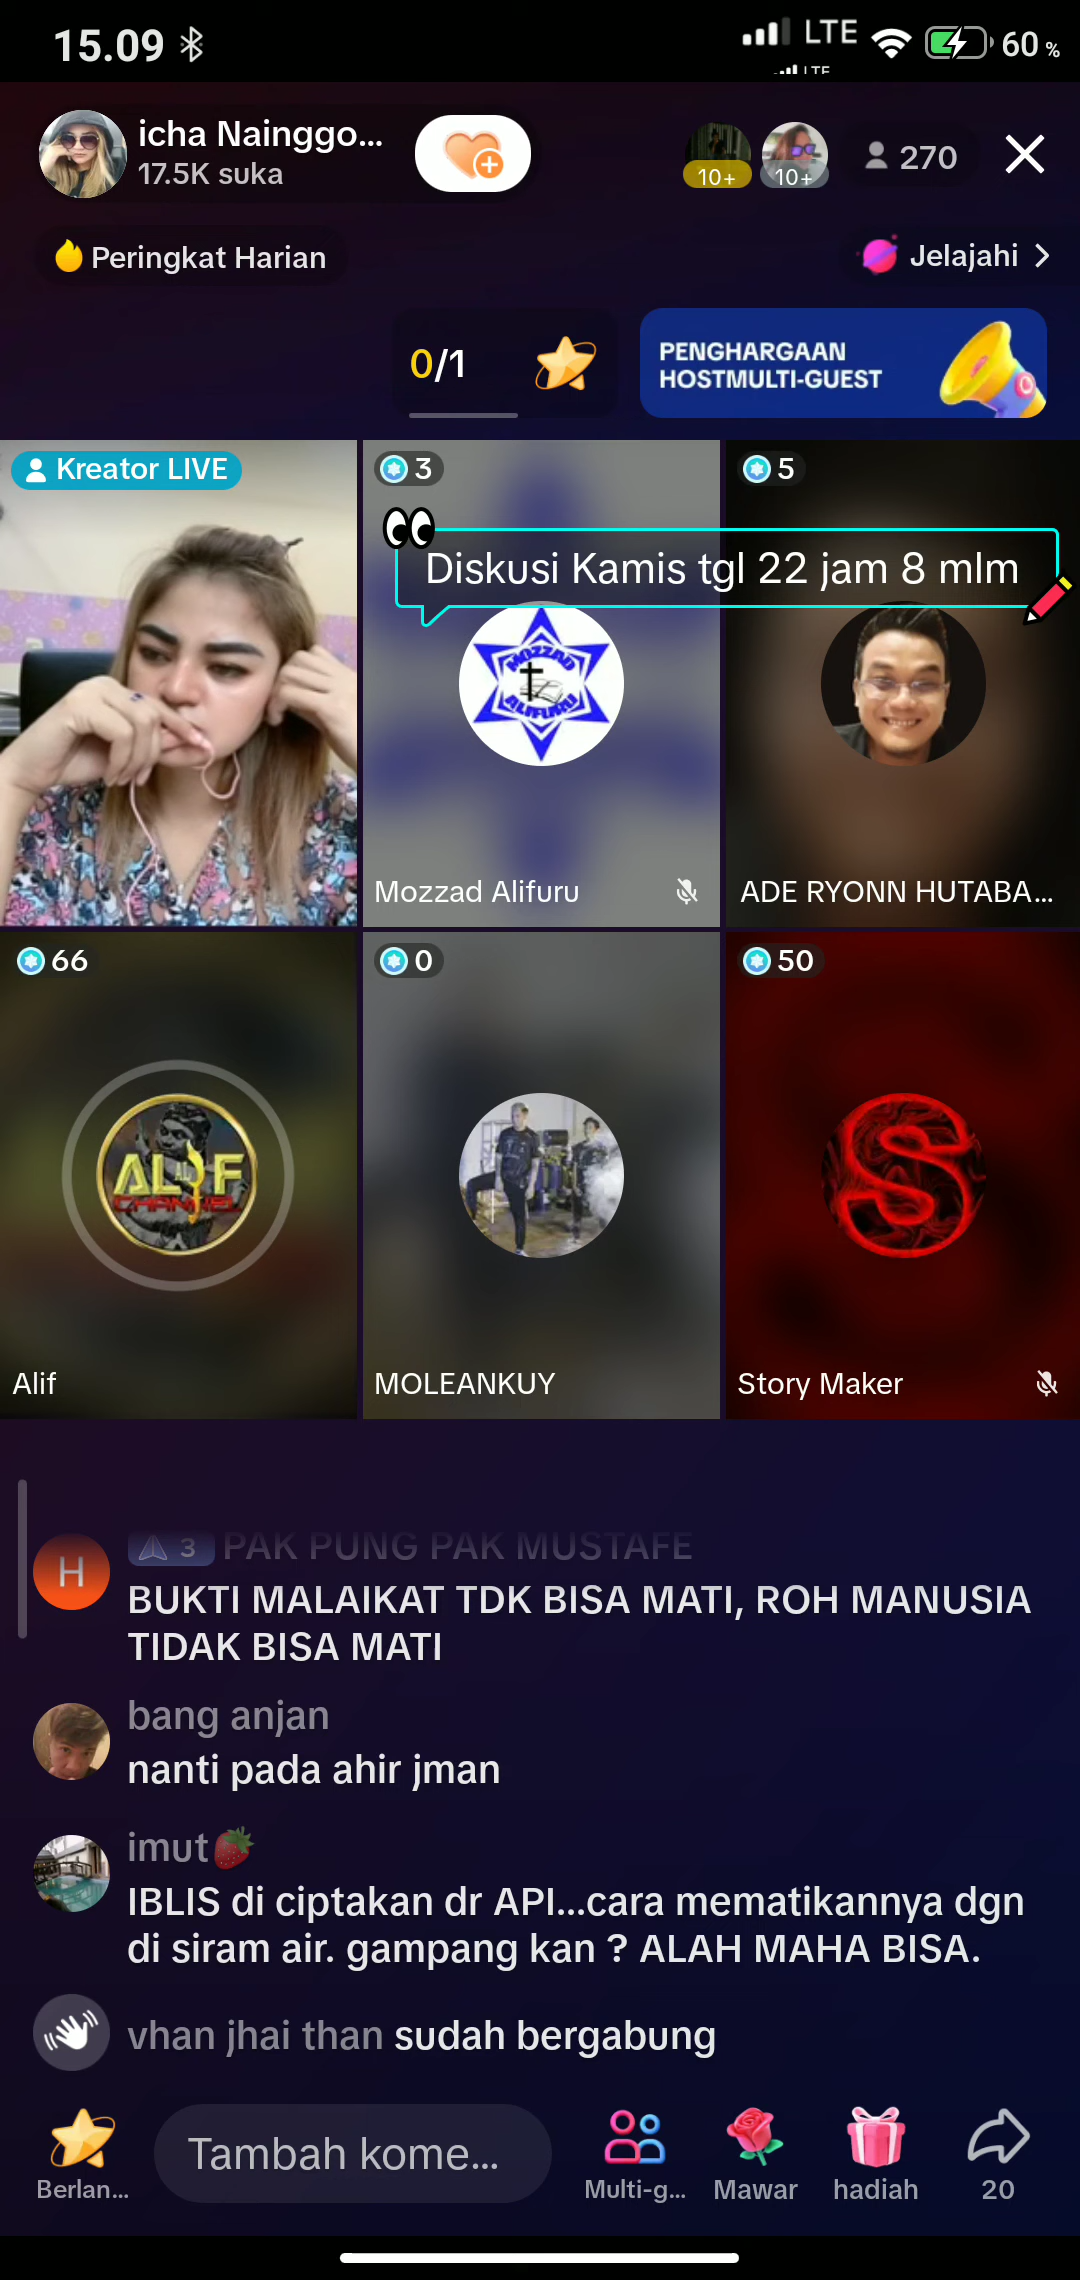 15.09
LTE
LTE
60 %
icha Nainggo...
17.5K suka
10+
10+
270
Peringkat Harian
Jelajahi
0/1
PENGHARGAAN
HOSTMULTI-GUEST
Kreator LIVE
3
5
Diskusi Kamis tgl 22 jam 8 mlm
MOZZAD
ALIFURU
Mozzad Alifuru
ADE RYONN HUTABA...
66
0
50
ALIF
CHANNEL
S
Alif
MOLEANKUY
Story Maker
H
3 PAK PUNG PAK MUSTAFE
BUKTI MALAIKAT TDK BISA MATI, ROH MANUSIA
TIDAK BISA MATI
bang anjan
nanti pada ahir jman
imut🍓
IBLIS di ciptakan dr API...cara mematikannya dgn
di siram air. gampang kan ? ALAH MAHA BISA.
vhan jhai than sudah bergabung
Berlan...
Tambah kome...
Multi-g...
Mawar
hadiah
20